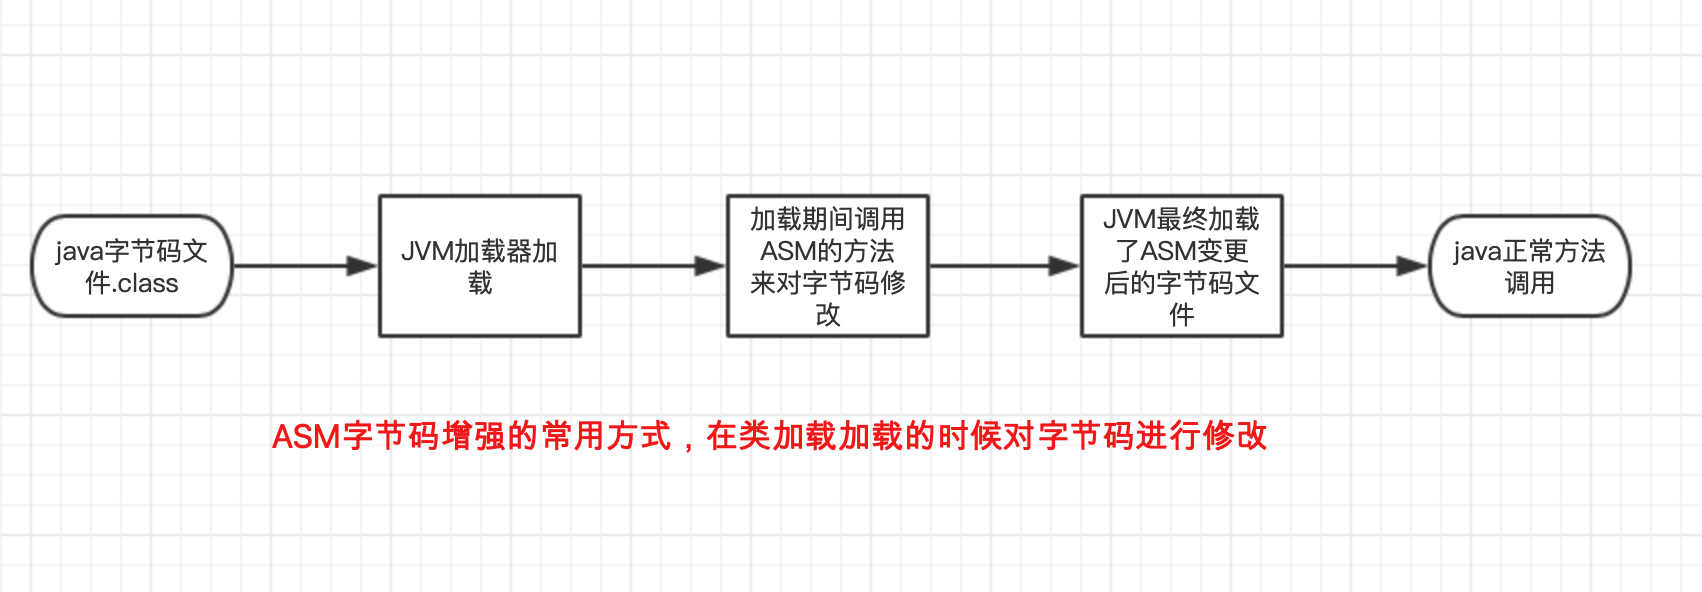 java字节码文
件.class
JVM加载器加
载
加载期间调用
ASM的方法
来对字节码修
改
JVM最终加载
了ASM变更
后的字节码文
件
java正常方法
调用
ASM字节码增强的常用方式，在类加载加载的时候对字节码进行修改